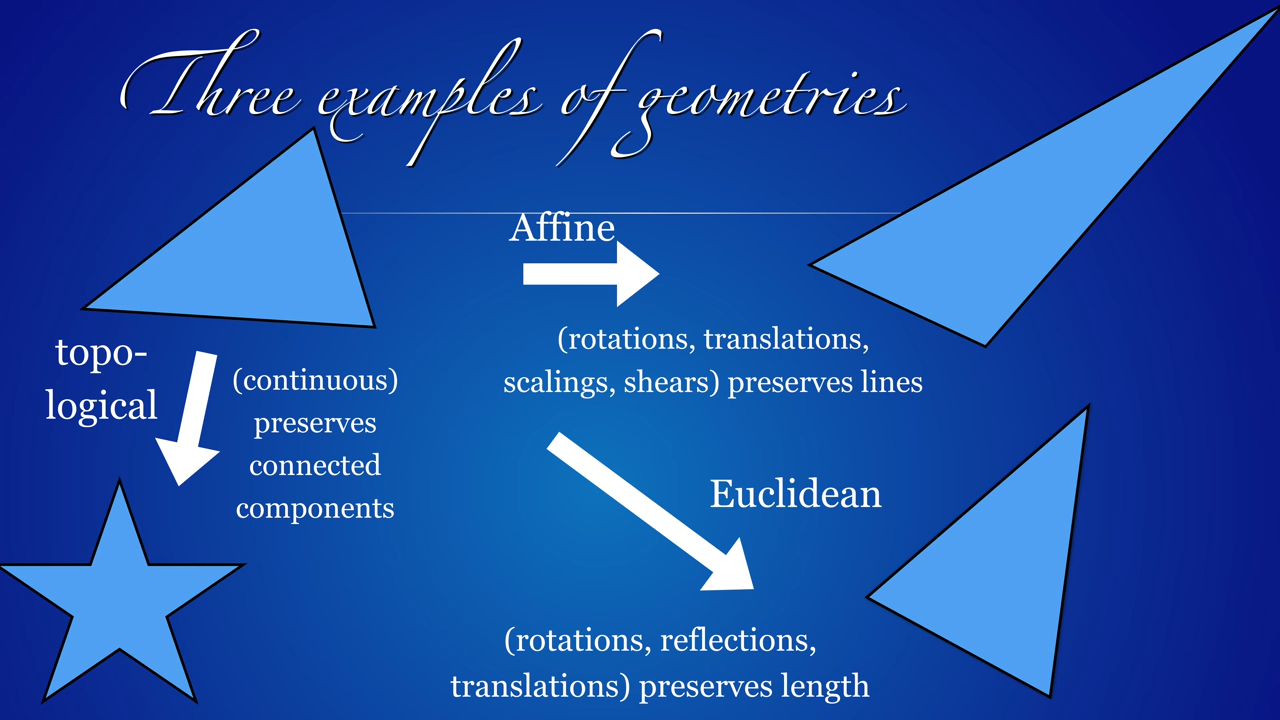 Three examples of geometries
Affine
(rotations, translations,
scalings, shears) preserves lines
topo-
logical
(continuous)
preserves
connected
components
Euclidean
(rotations, reflections,
translations) preserves length